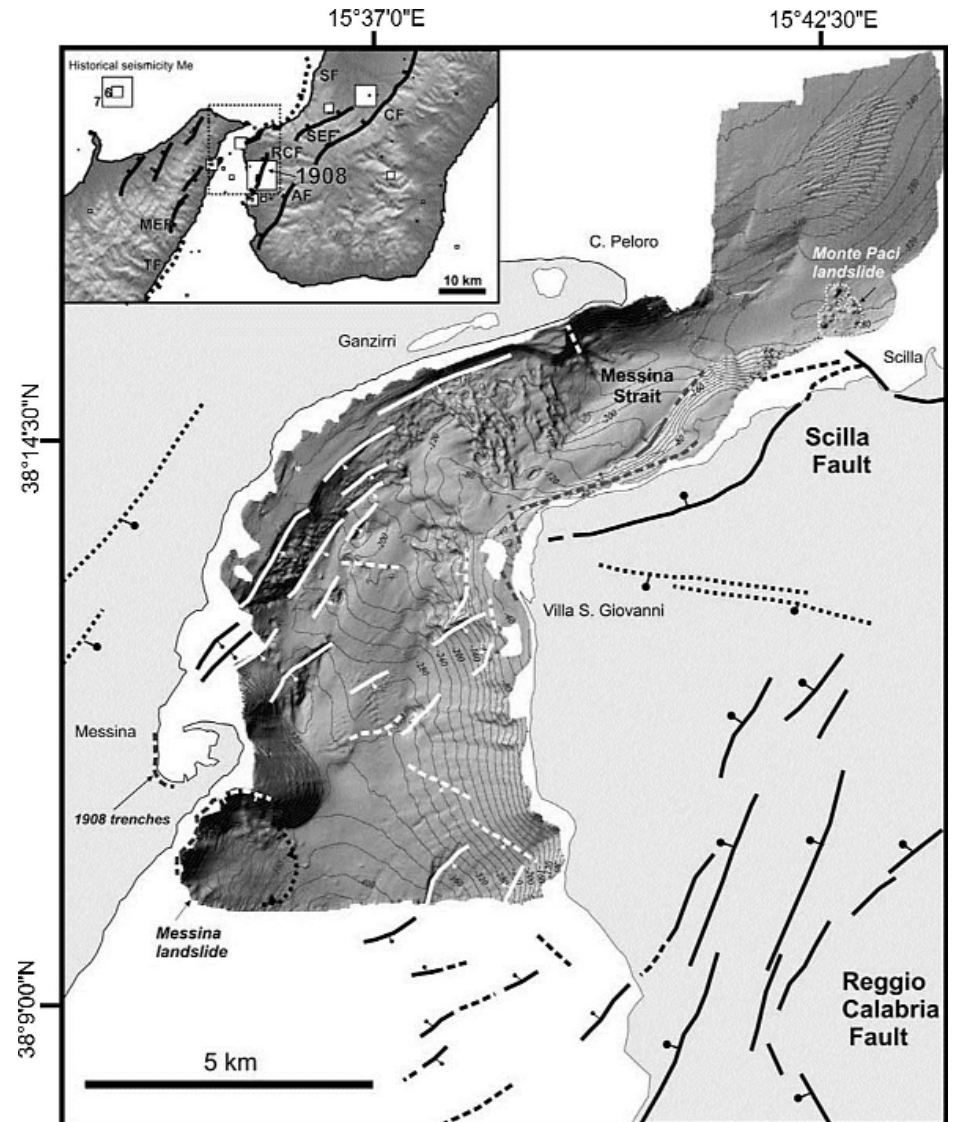 15°37'0"E
15°42'30"E
Historical seismicity Me
6
7
SF
CF
SEF
RCF
1908
AF
MEF
TF
10 km
C. Peloro
Monte Paci
landslide
Ganzirri
Messina
Strait
Scilla
38°14'30"N
Scilla
Fault
Villa S. Giovanni
Messina
1908 trenches
Messina
landslide
38°9'00"N
Reggio
Calabria
Fault
5 km